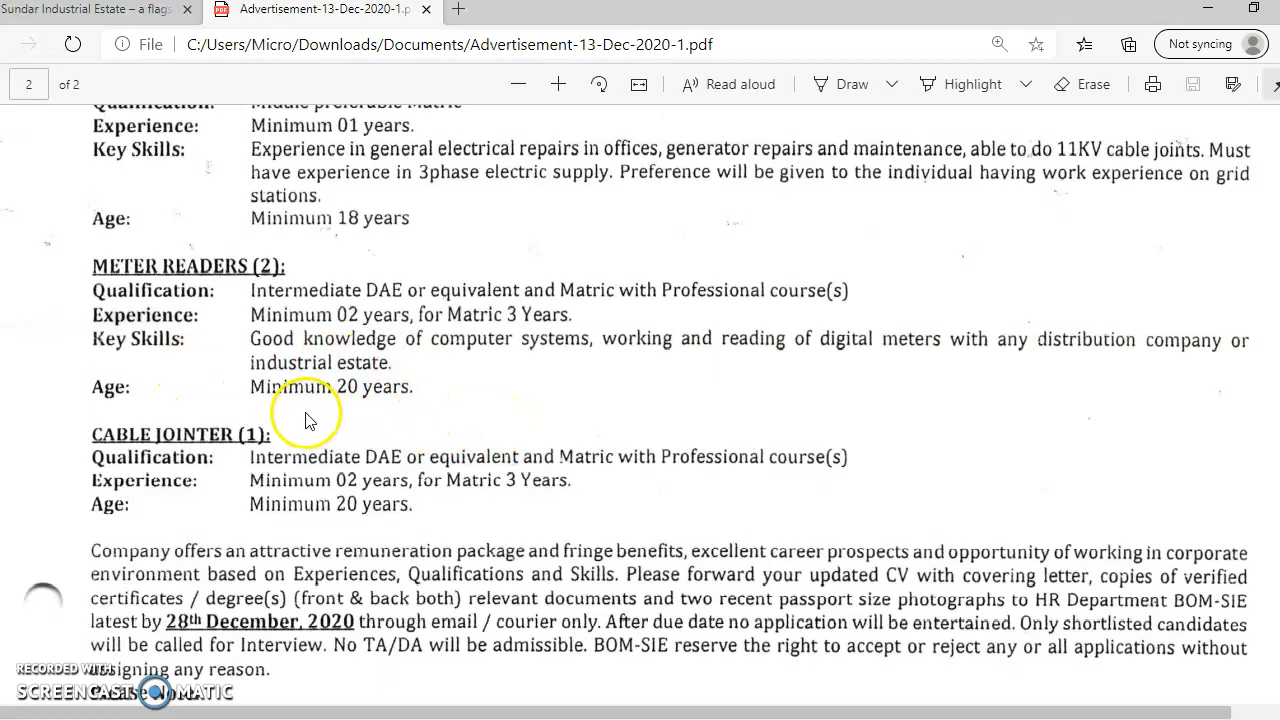 Sundar Industrial Estate – a flags
Advertisement-13-Dec-2020-1.p
File
C:/Users/Micro/Downloads/Documents/Advertisement-13-Dec-2020-1.pdf
Not syncing
2 of 2
Read aloud
Draw
Highlight
Erase
Qualification: Middle preferable Matric
Experience: Minimum 01 years.
Key Skills: Experience in general electrical repairs in offices, generator repairs and maintenance, able to do 11KV cable joints. Must
have experience in 3phase electric supply. Preference will be given to the individual having work experience on grid
stations.
Age: Minimum 18 years
METER READERS (2):
Qualification: Intermediate DAE or equivalent and Matric with Professional course(s)
Experience: Minimum 02 years, for Matric 3 Years.
Key Skills: Good knowledge of computer systems, working and reading of digital meters with any distribution company or
industrial estate.
Age: Minimum 20 years.
CABLE JOINTER (1):
Qualification: Intermediate DAE or equivalent and Matric with Professional course(s)
Experience: Minimum 02 years, for Matric 3 Years.
Age: Minimum 20 years.
Company offers an attractive remuneration package and fringe benefits, excellent career prospects and opportunity of working in corporate
environment based on Experiences, Qualifications and Skills. Please forward your updated CV with covering letter, copies of verified
certificates / degree(s) (front & back both) relevant documents and two recent passport size photographs to HR Department BOM-SIE
latest by 28th December, 2020 through email / courier only. After due date no application will be entertained. Only shortlisted candidates
will be called for Interview. No TA/DA will be admissible. BOM-SIE reserve the right to accept or reject any or all applications without
assigning any reason.
RECORDED WITH
SCREENCAST MATIC